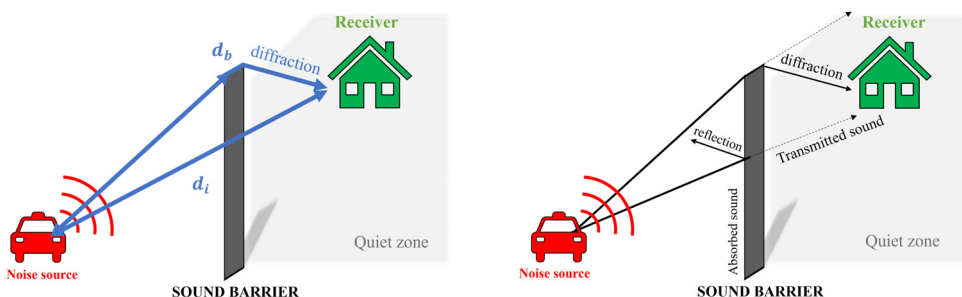 Receiver
d_b
diffraction
d_i
Quiet zone
Noise source
SOUND BARRIER
Receiver
diffraction
reflection
Transmitted sound
Absorbed sound
Quiet zone
Noise source
SOUND BARRIER